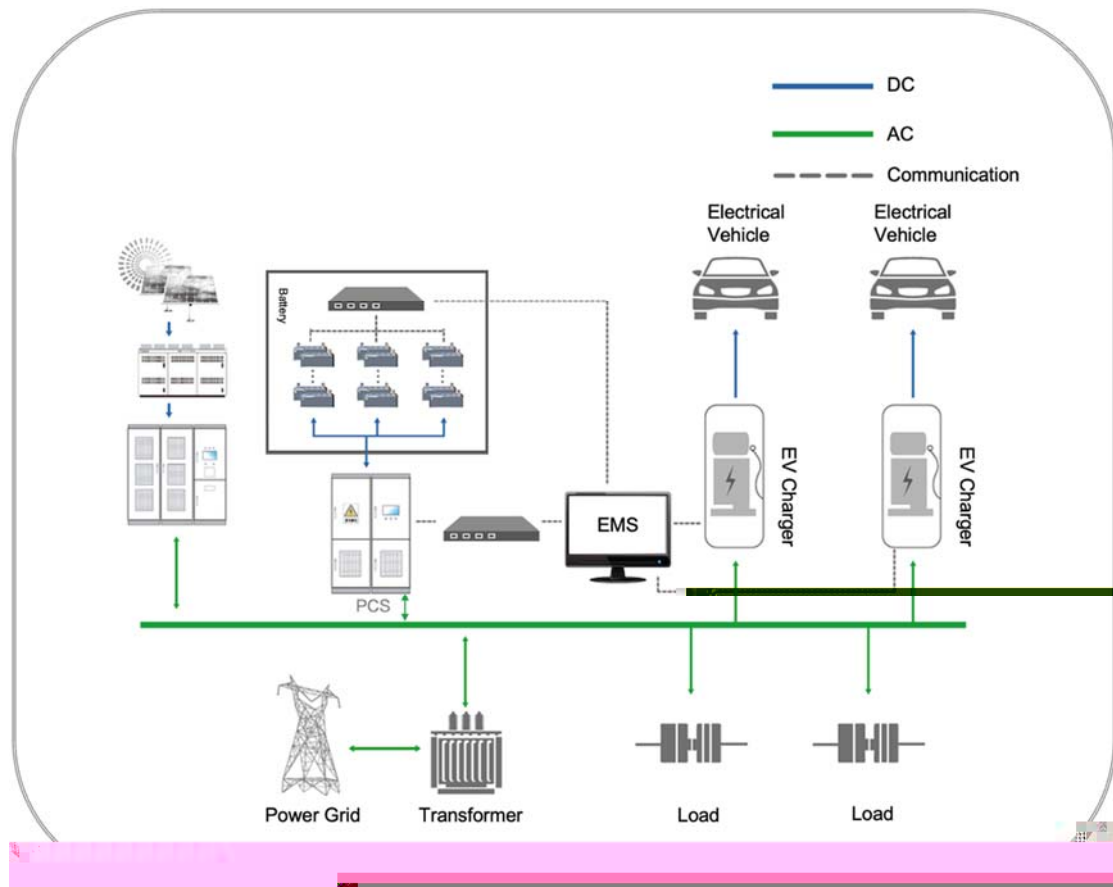 DC
AC
Communication
Electrical
Vehicle
Electrical
Vehicle
Battery
EV Charger
EV Charger
EMS
PCS
Power Grid
Transformer
Load
Load